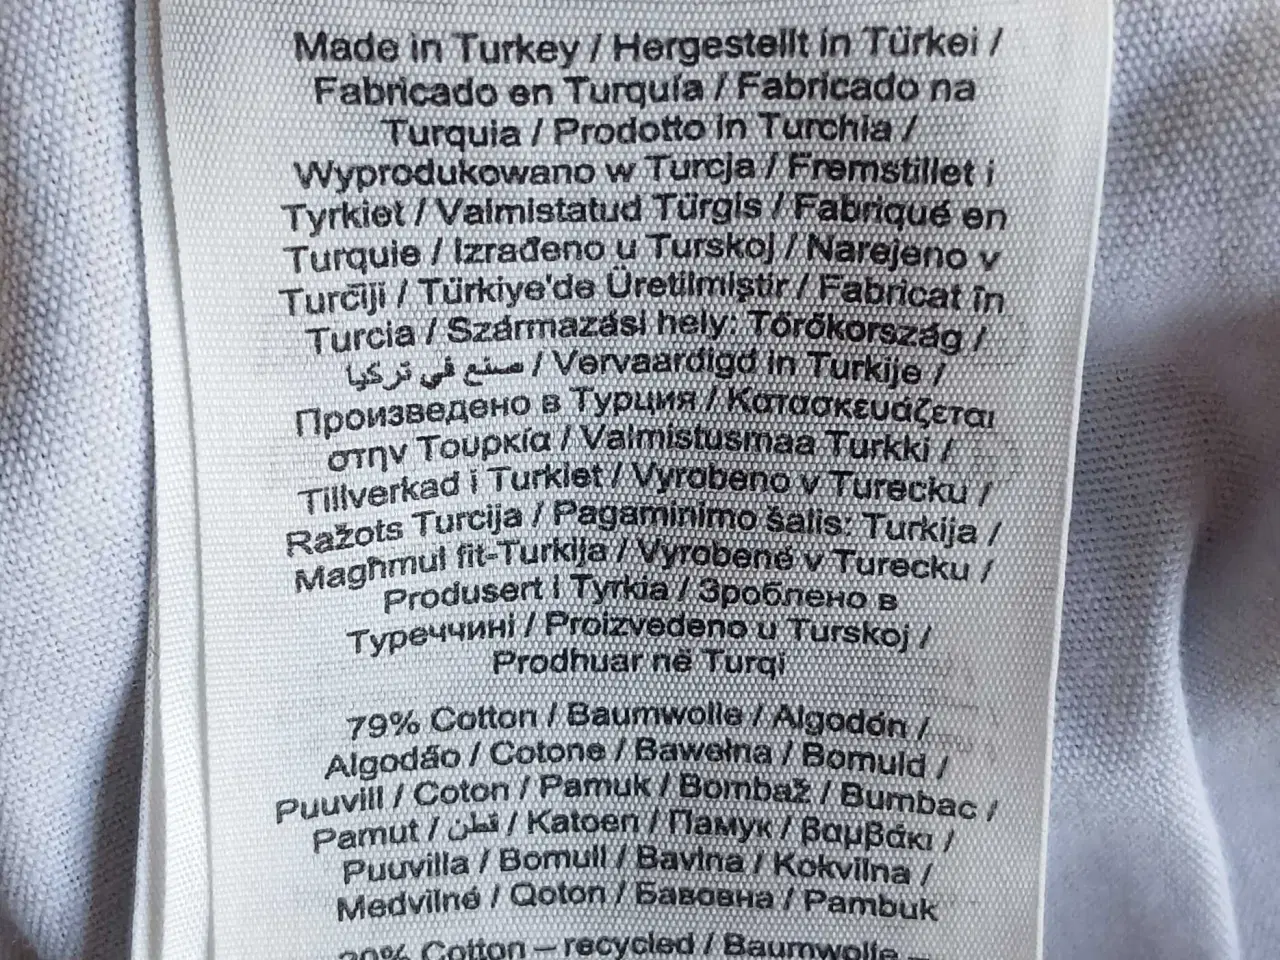 Made in Turkey / Hergestellt in Türkei /
Fabricado en Turquía / Fabricado na
Turquia / Prodotto in Turchia /
Wyprodukowano w Turcja / Fremstillet i
Tyrkiet / Valmistatud Türgis / Fabriqué en
Turquie / Izrađeno u Turskoj / Narejeno v
Turčiji / Türkiye'de Üretilmiştir / Fabricat în
Turcia / Származási hely: Törökország /
صنع في تركيا / Vervaardigd in Turkije /
Произведено в Турция / Κατασκευάζεται
στην Τουρκία / Valmistusmaa Turkki /
Tillverkad i Turkiet / Vyrobeno v Turecku /
Ražots Turcija / Pagaminimo šalis: Turkija /
Magħmul fit-Turkija / Vyrobené v Turecku /
Produsert i Tyrkia / Зроблено в
Туреччині / Proizvedeno u Turskoj /
Prodhuar në Turqi
79% Cotton / Baumwolle / Algodón /
Algodão / Cotone / Bawełna / Bomuld /
Puuvill / Coton / Pamuk / Bombaž / Bumbac /
Pamut / قطن / Katoen / Памук / βαμβάκι /
Puuvilla / Bomull / Bavlna / Kokvilna /
Medvilnė / Qoton / Бавовна / Pambuk
20% Cotton – recycled / Baumwolle –